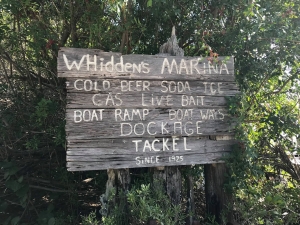 WHiddens MARiNA
COLD BEER SODA ICE
GAS LIVE BAIT
BOAT RAMP BOAT WAYS
DOCKAGE
TACKEL
SINCE 1925